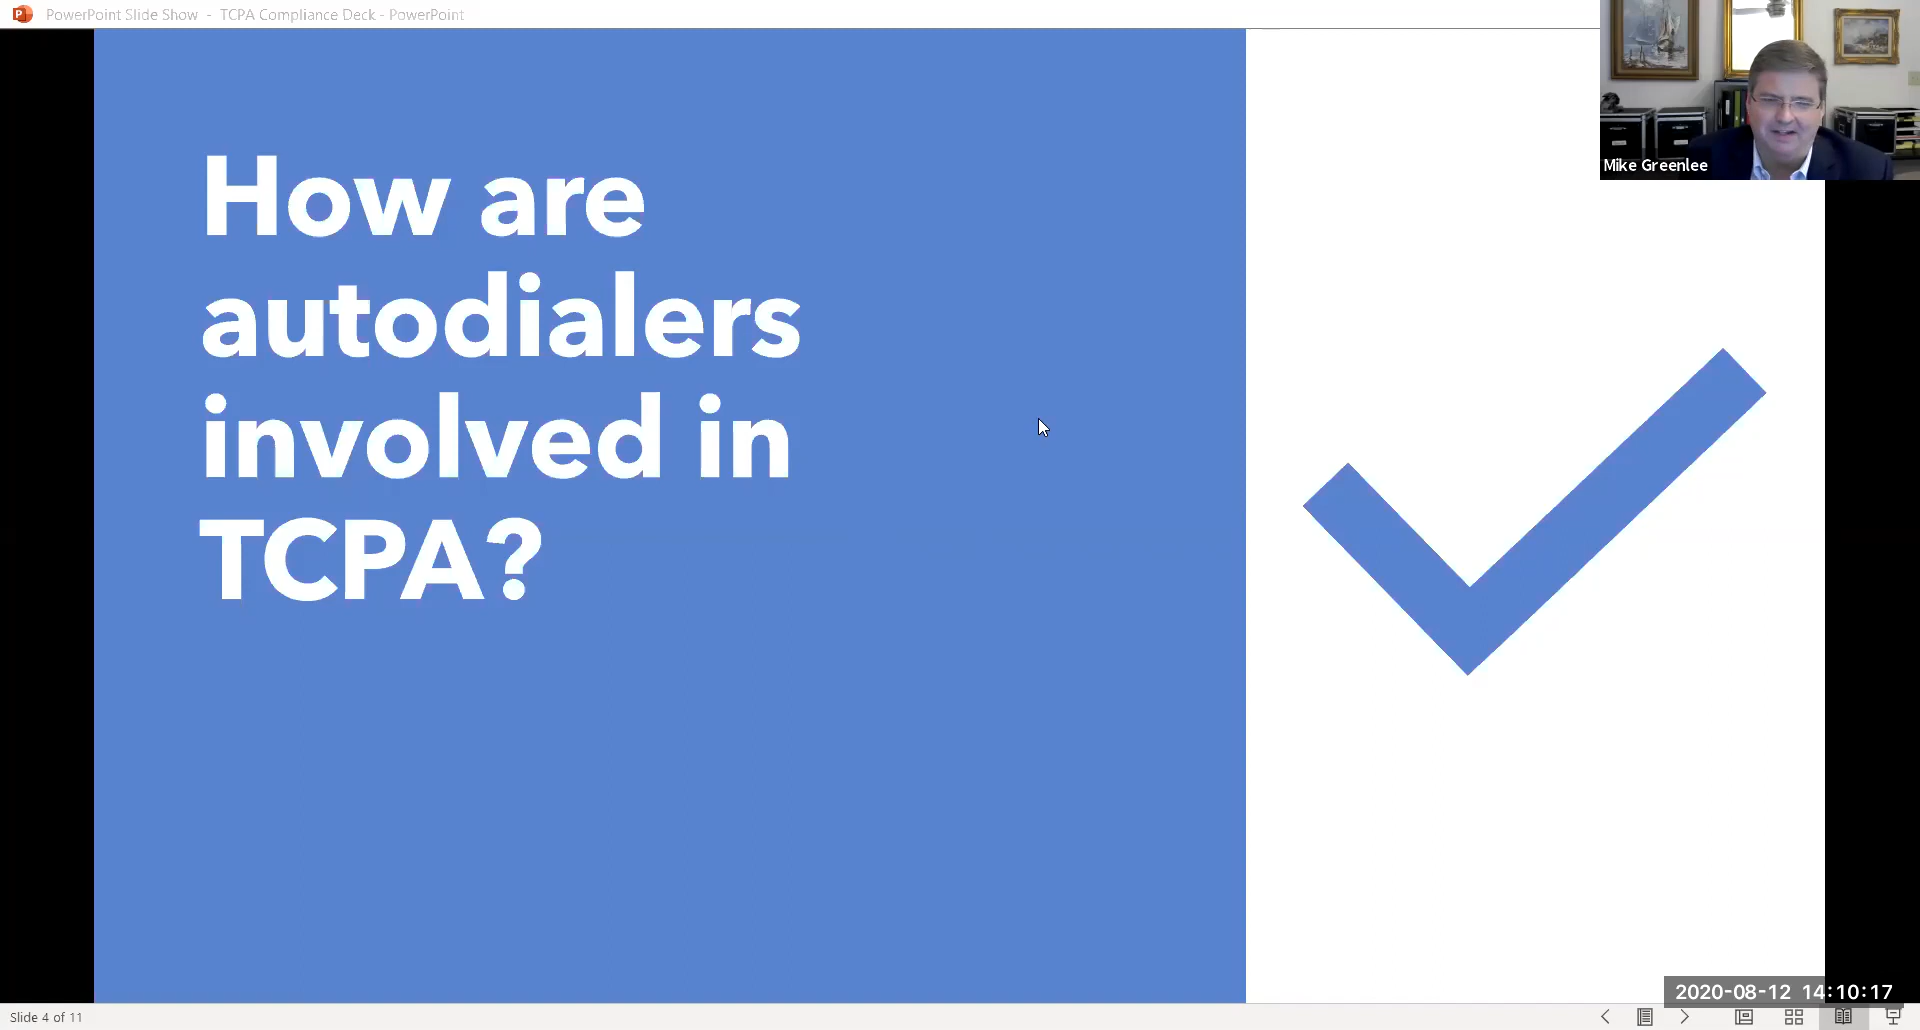 PowerPoint Slide Show - TCPA Compliance Deck - PowerPoint
Mike Greenlee
How are
autodialers
involved in
TCPA?
2020-08-12 14:10:17
Slide 4 of 11